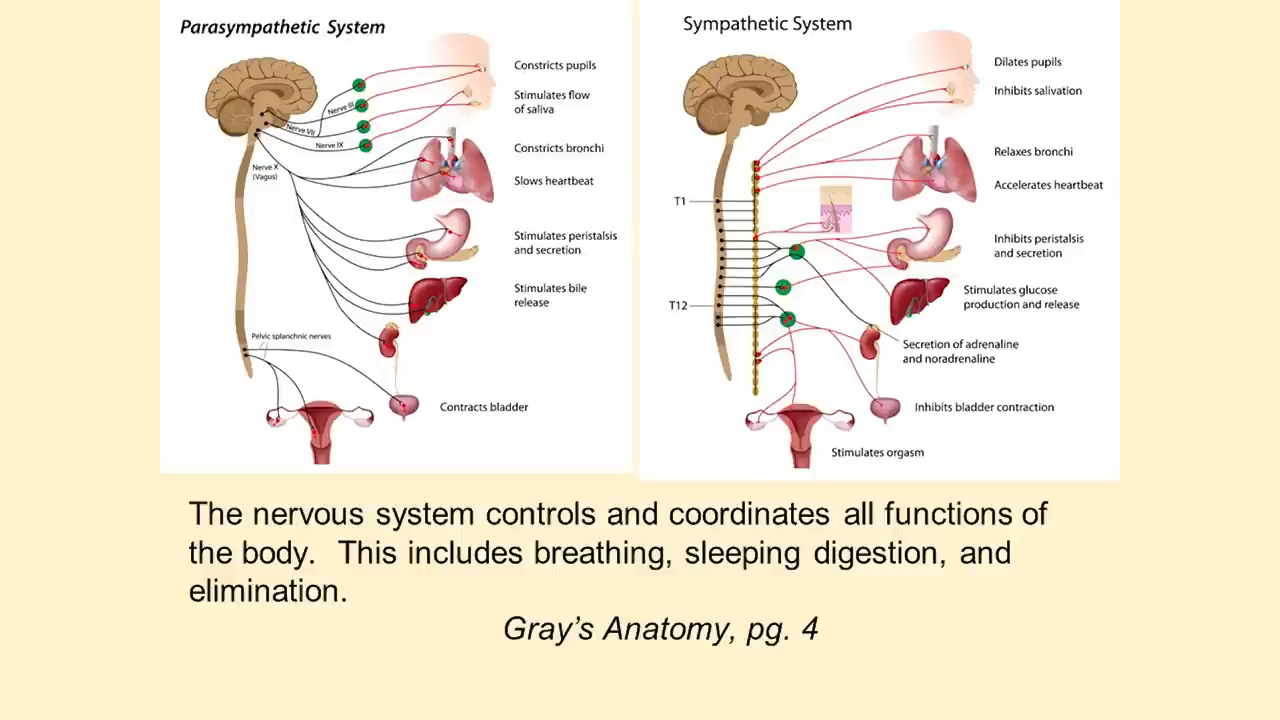 Parasympathetic System
Constricts pupils
Stimulates flow
of saliva
Nerve III
Nerve VII
Nerve IX
Constricts bronchi
Nerve X
(Vagus)
Slows heartbeat
Stimulates peristalsis
and secretion
Stimulates bile
release
Pelvic splanchnic nerves
Contracts bladder
Sympathetic System
Dilates pupils
Inhibits salivation
Relaxes bronchi
Accelerates heartbeat
T1
Inhibits peristalsis
and secretion
Stimulates glucose
production and release
T12
Secretion of adrenaline
and noradrenaline
Inhibits bladder contraction
Stimulates orgasm
The nervous system controls and coordinates all functions of
the body. This includes breathing, sleeping digestion, and
elimination.
Gray’s Anatomy, pg. 4